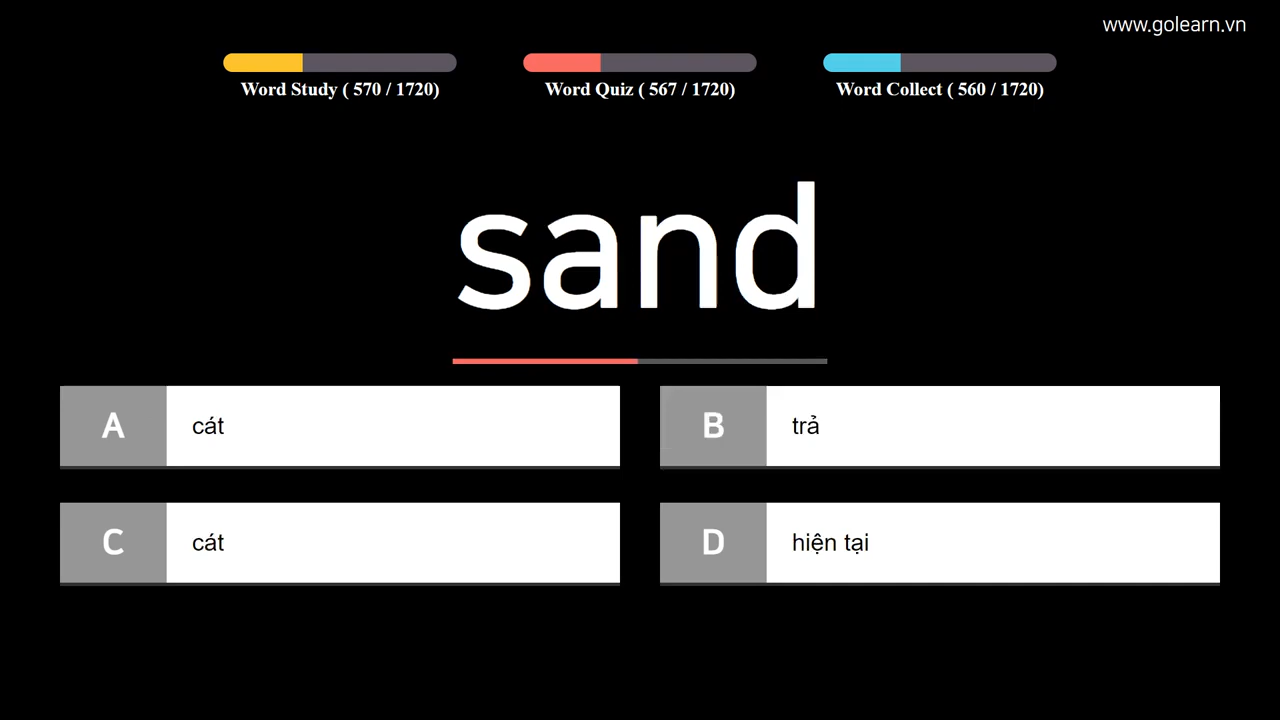 www.golearn.vn
Word Study ( 570 / 1720)
Word Quiz ( 567 / 1720)
Word Collect ( 560 / 1720)
sand
A cát
B trả
C cát
D hiện tại